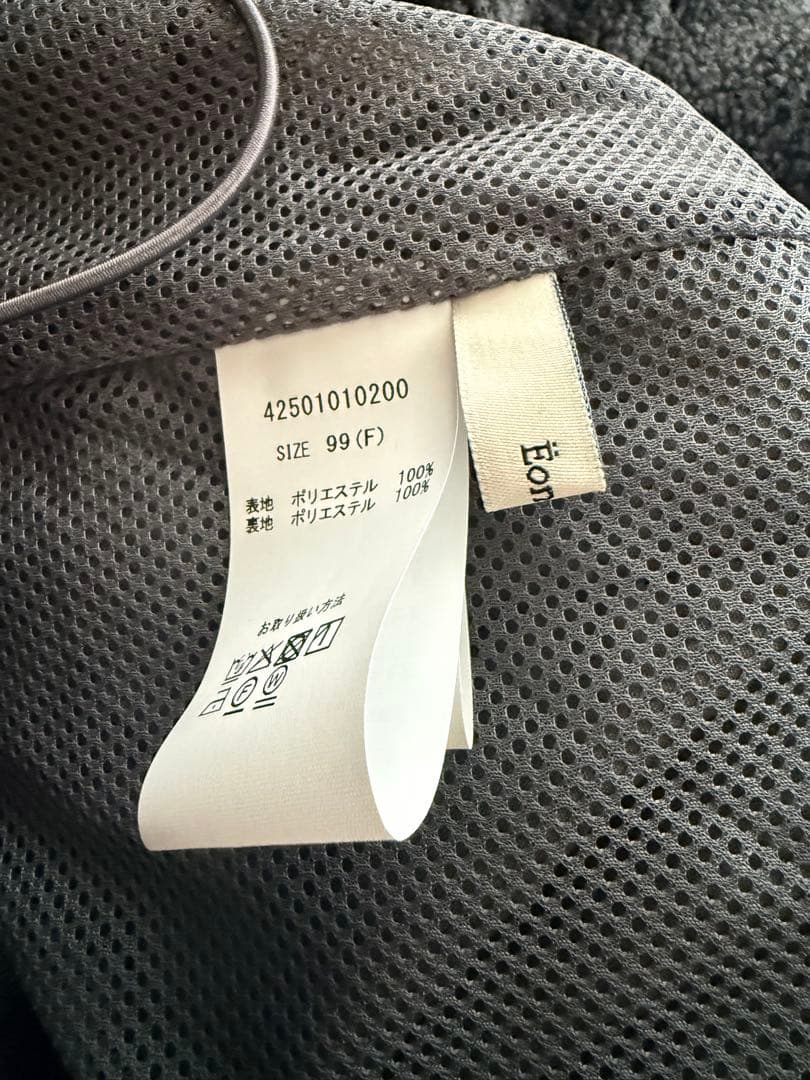 42501010200
SIZE 99(F)
表地 ポリエステル 100%
裏地 ポリエステル 100%
お取り扱い方法